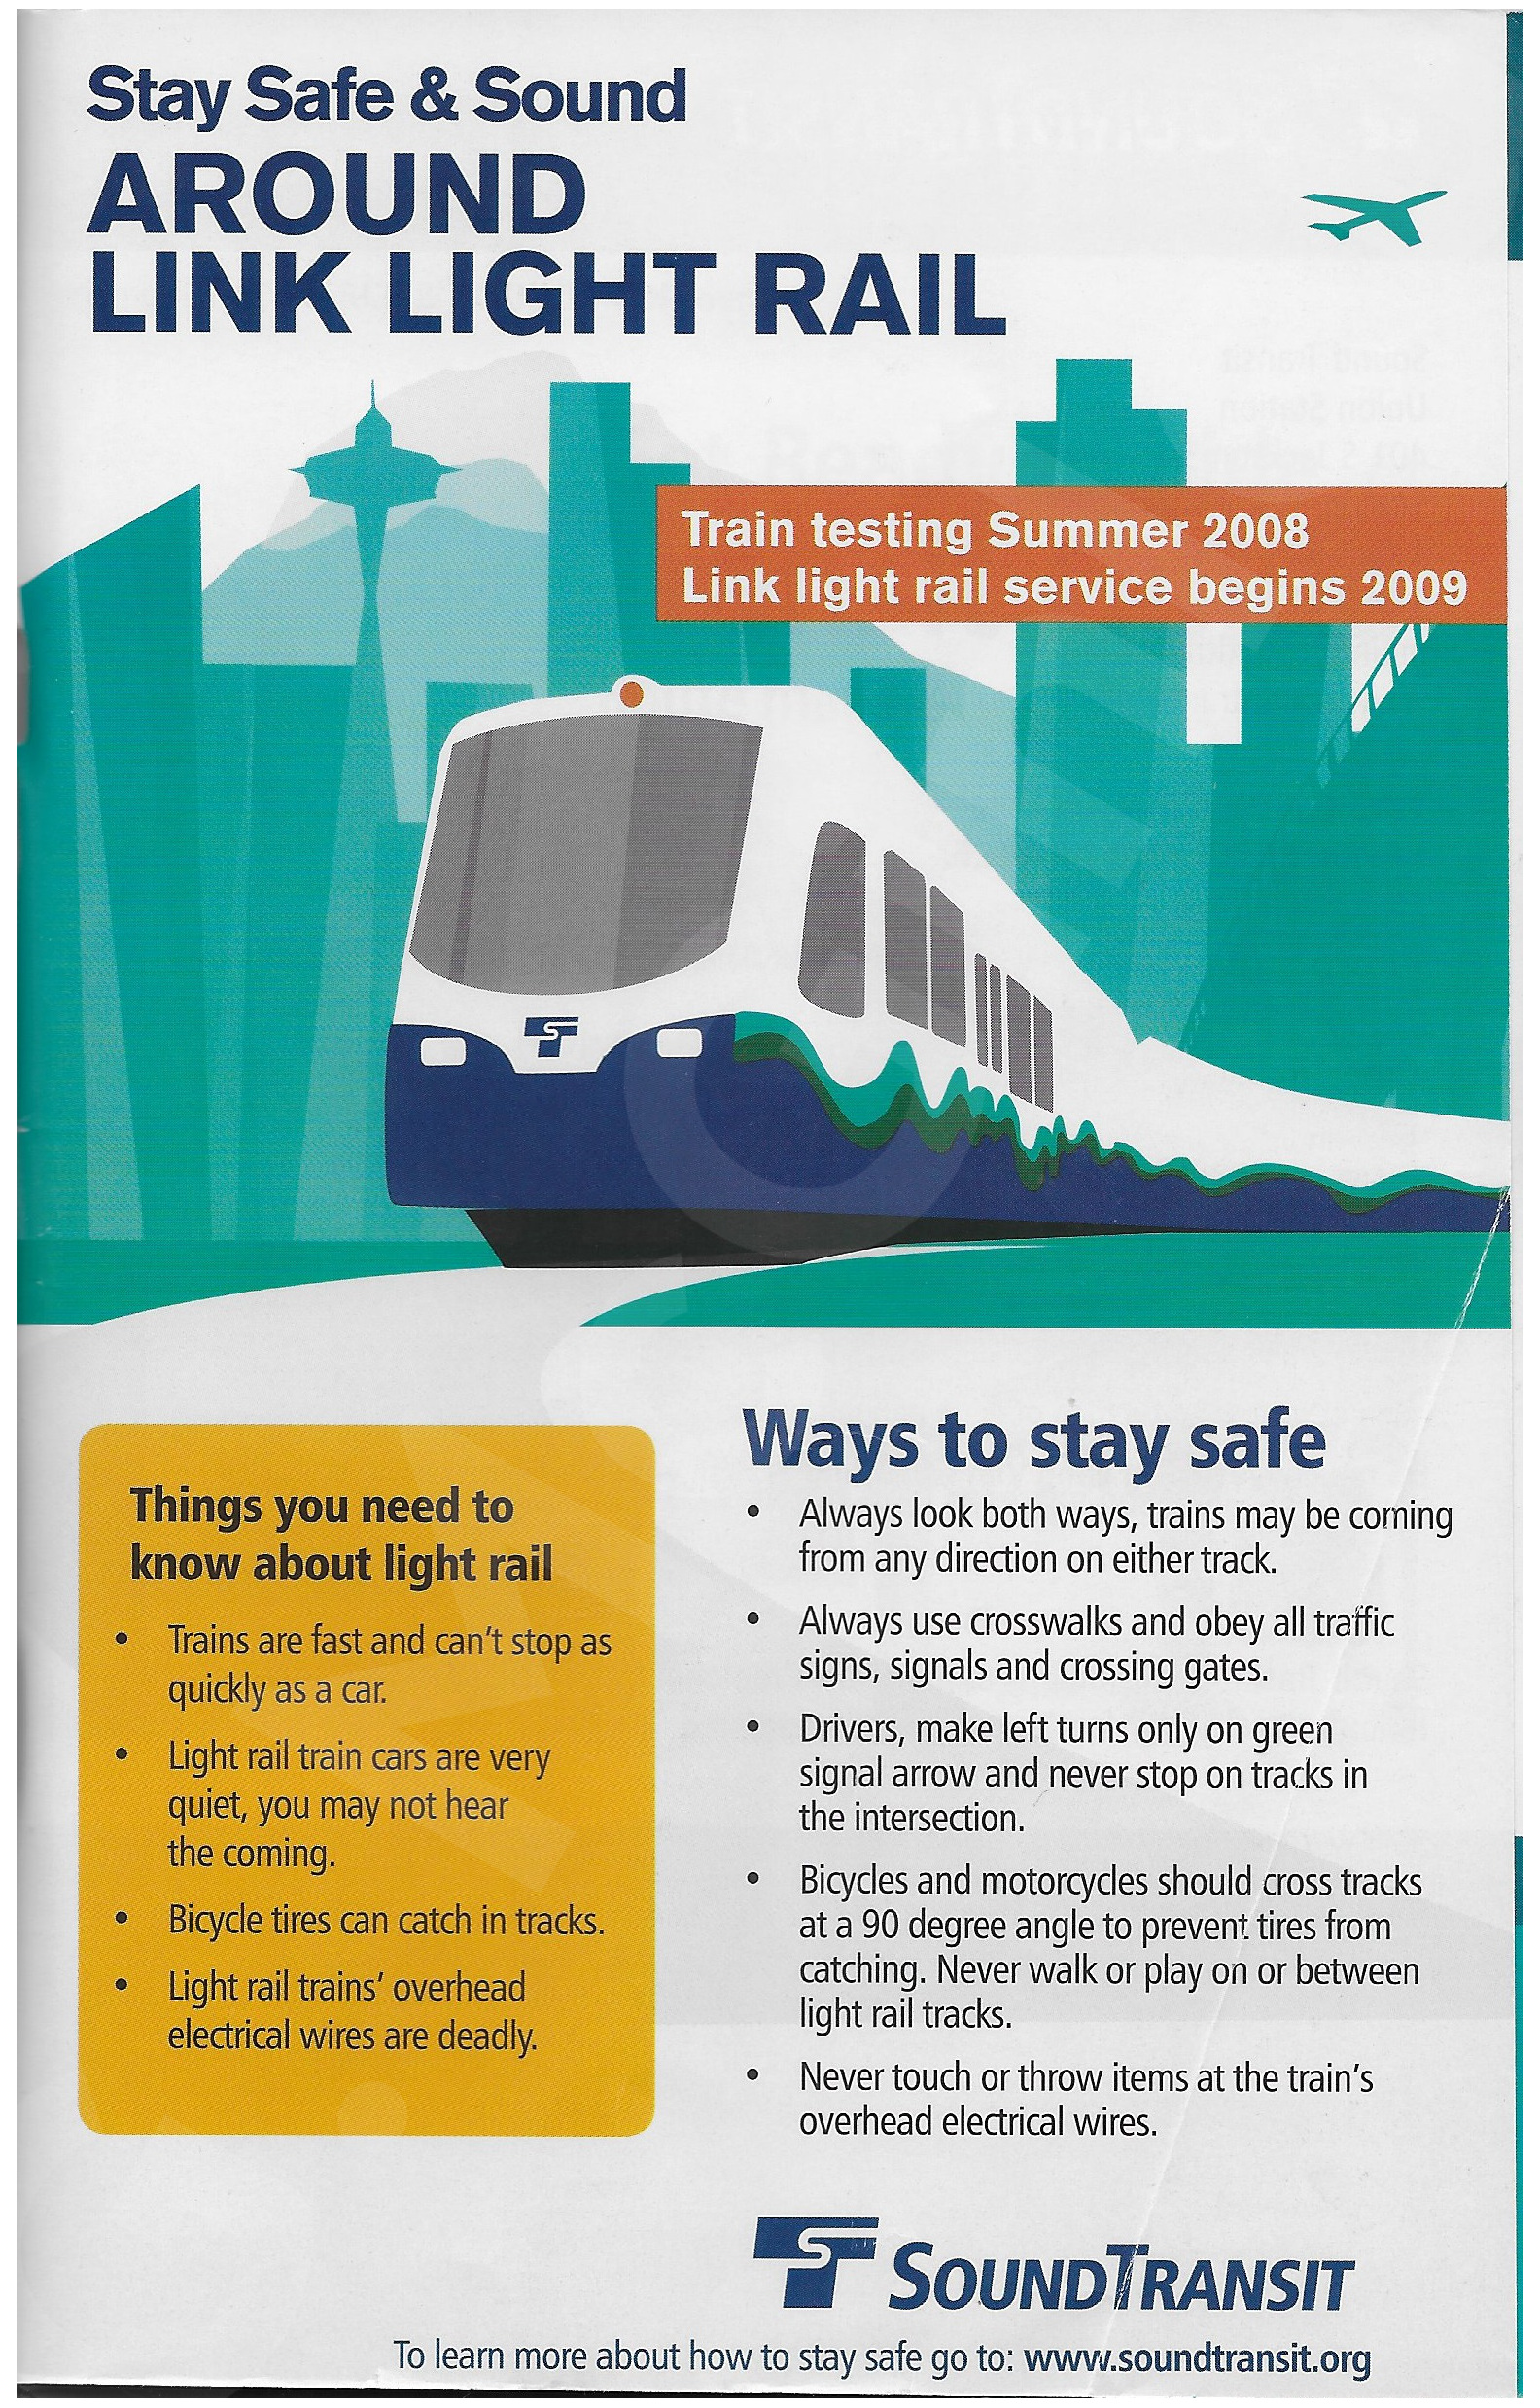 Stay Safe & Sound
AROUND
LINK LIGHT RAIL
Train testing Summer 2008
Link light rail service begins 2009
Things you need to
know about light rail
• Trains are fast and can't stop as
quickly as a car.
• Light rail train cars are very
quiet, you may not hear
the coming.
• Bicycle tires can catch in tracks.
• Light rail trains' overhead
electrical wires are deadly.
Ways to stay safe
• Always look both ways, trains may be coming
from any direction on either track.
• Always use crosswalks and obey all traffic
signs, signals and crossing gates.
• Drivers, make left turns only on green
signal arrow and never stop on tracks in
the intersection.
• Bicycles and motorcycles should cross tracks
at a 90 degree angle to prevent tires from
catching. Never walk or play on or between
light rail tracks.
• Never touch or throw items at the train's
overhead electrical wires.
SOUNDTRANSIT
To learn more about how to stay safe go to: www.soundtransit.org